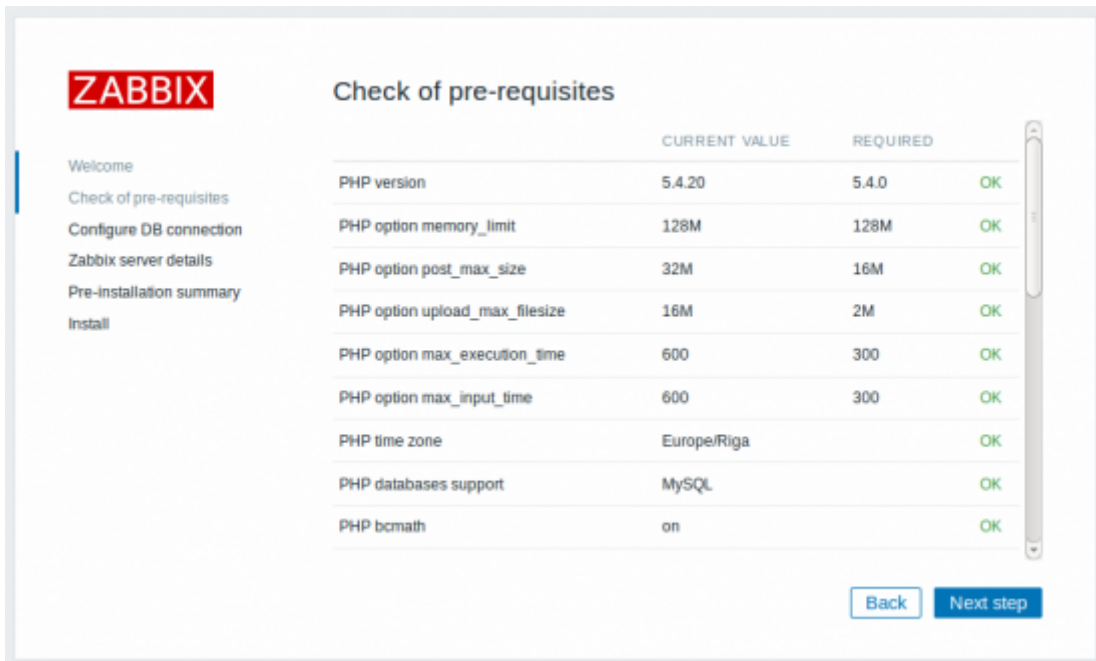 ZABBIX
Welcome
Check of pre-requisites
Configure DB connection
Zabbix server details
Pre-installation summary
Install
Check of pre-requisites
CURRENT VALUE REQUIRED
PHP version 5.4.20 5.4.0 OK
PHP option memory_limit 128M 128M OK
PHP option post_max_size 32M 16M OK
PHP option upload_max_filesize 16M 2M OK
PHP option max_execution_time 600 300 OK
PHP option max_input_time 600 300 OK
PHP time zone Europe/Riga OK
PHP databases support MySQL OK
PHP bcmath on OK
Back Next step